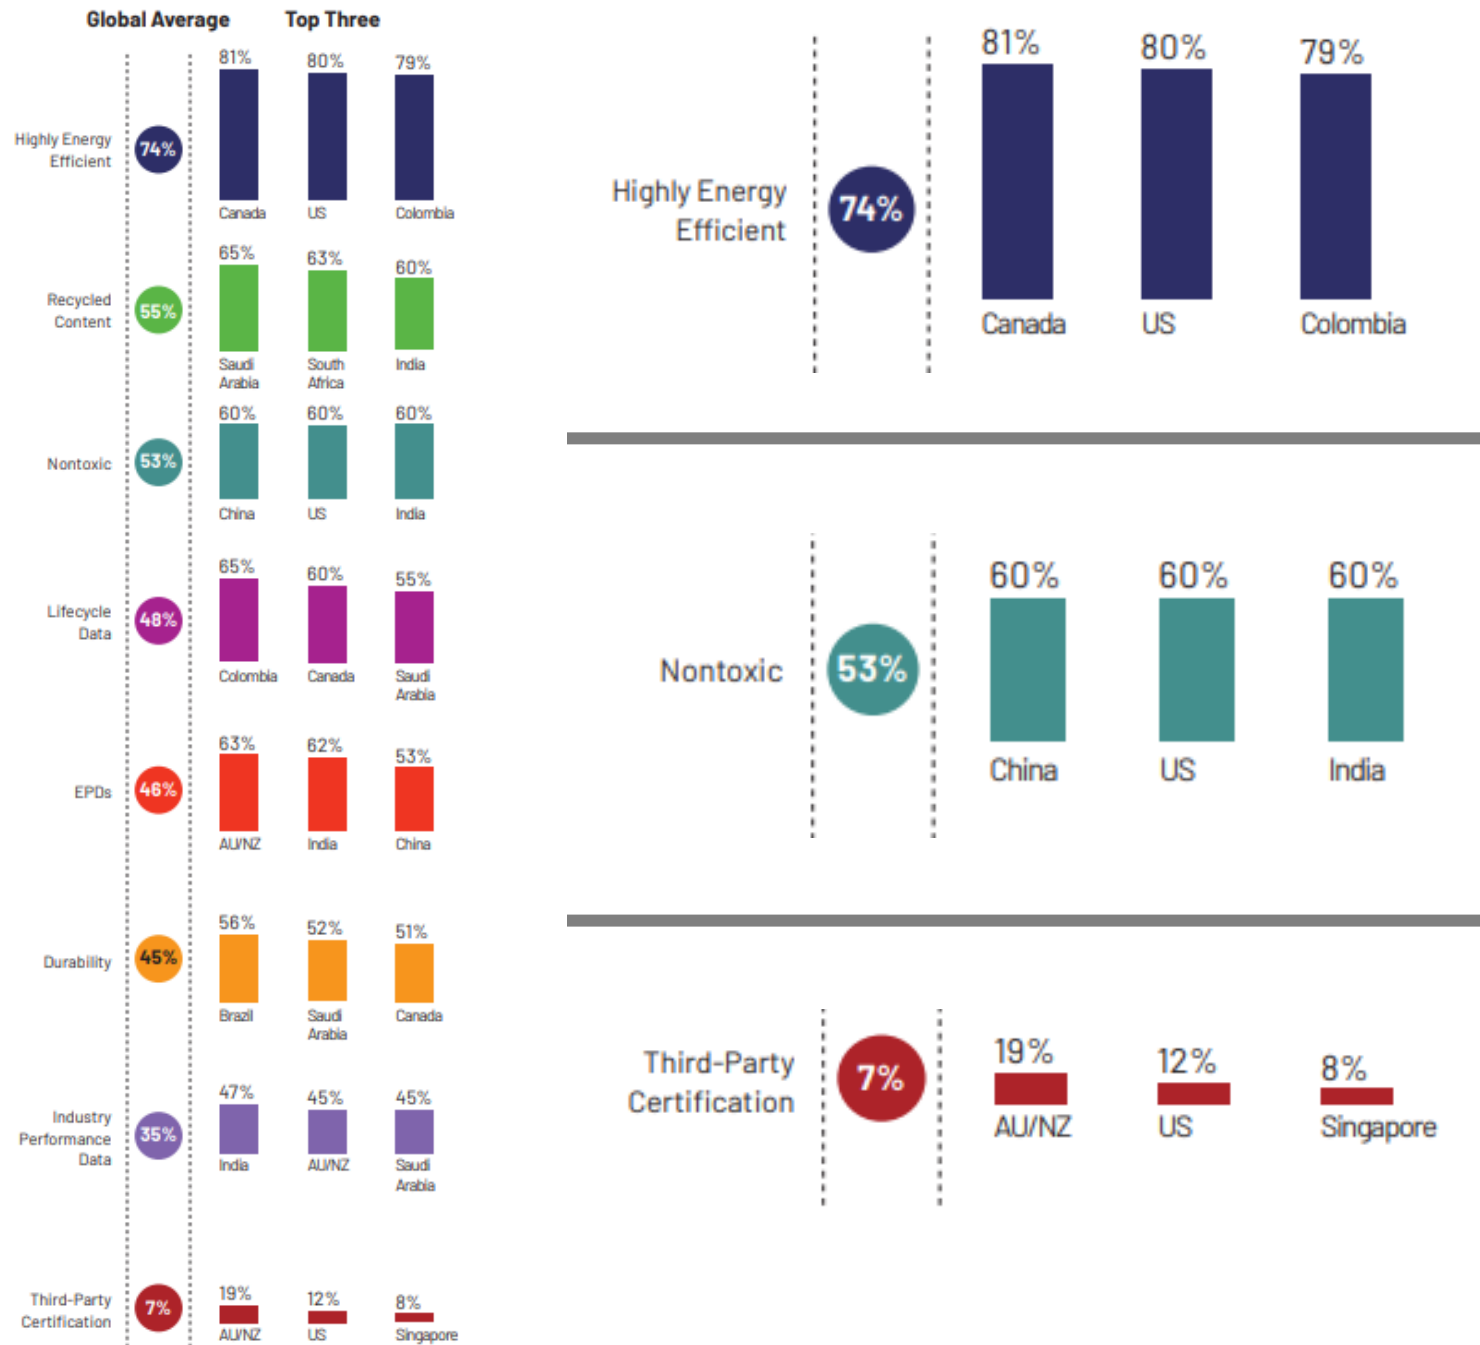 Global Average Top Three
81% 80% 79%
Highly Energy
Efficient
74%
Canada US Colombia
65% 63% 60%
Recycled
Content
55%
Saudi
Arabia
South
Africa
India
60% 60% 60%
Nontoxic
53%
China US India
65% 60% 55%
Lifecycle
Data
48%
Colombia Canada Saudi
Arabia
63% 62% 53%
EPDs
46%
AU/NZ India China
56% 52% 51%
Durability
45%
Brazil Saudi
Arabia
Canada
47% 45% 45%
Industry
Performance
Data
35%
India AU/NZ Saudi
Arabia
19% 12% 8%
Third-Party
Certification
7%
AU/NZ US Singapore
81% 80% 79%
Highly Energy
Efficient
74%
Canada US Colombia
60% 60% 60%
Nontoxic
53%
China US India
19% 12% 8%
Third-Party
Certification
7%
AU/NZ US Singapore